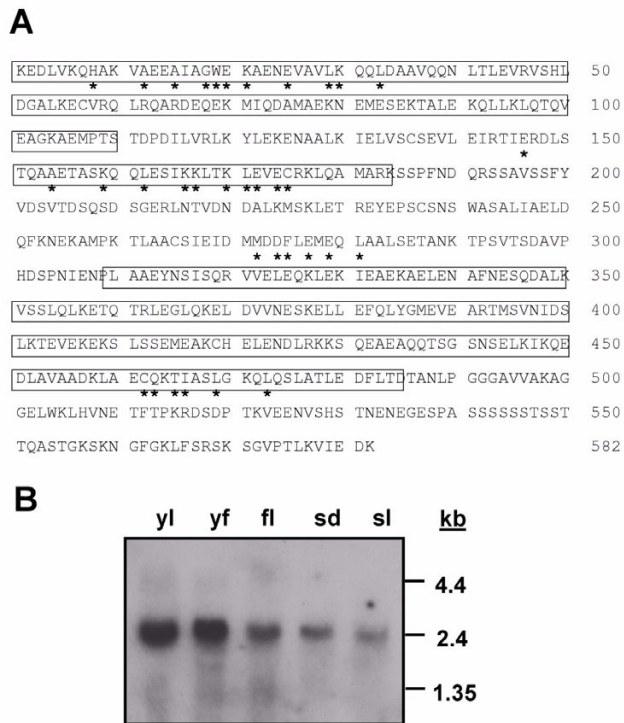 A
KEDLVKQHAK VAEEAIAGWE KAENEVAVLK QQLDAAVQQN LTLEVRVSHL 50
* * * *** * * ** *
DGALKECVRQ LRQARDEQEK MIQDAMAEKN EMESEKTALE KQLLKLQTQV 100
EAGKAEMPTS TDPDILVRLK YLEKENAALK IELVSCSEVL EIRTIERDLS 150
*
TQAAETASKQ QLESIKKLTK LEVECRKLQA MARKSSPFND QRSSAVSSFY 200
* * * ** * ** **
VDSVTDSQSD SGERLNTVDN DALKMSKLET REYEPSCSNS WASALIAELD 250
QFKNEKAMPK TLAACSIEID MMDDFLEMEQ LAALSETANK TPSVTSDAVP 300
* ** * * *
HDSPNIENPL AAEYNSISQR VVELEQKLEK IEAEKAELEN AFNESQDALK 350
VSSLQLKETQ TRLEGLQKEL DVVNESKELL EFQLYGMEVE ARTMSVNIDS 400
LKTEVEKEKS LSSEMEAKCH ELENDLRKKS QEAEAQQTSG SNSELKIKQE 450
DLAVAADKLA ECQKTIASLG KQLQSLATLE DFLTDTANLP GGGAVVAKAG 500
** ** * *
GELWKLHVNE TFTPKRDSDP TKVEENVSHS TNENEGESPA SSSSSSTSST 550
TQASTGKSKN GFGKLFSRSK SGVPTLKVIE DK 582
B
yl yf fl sd sl kb
4.4
2.4
1.35